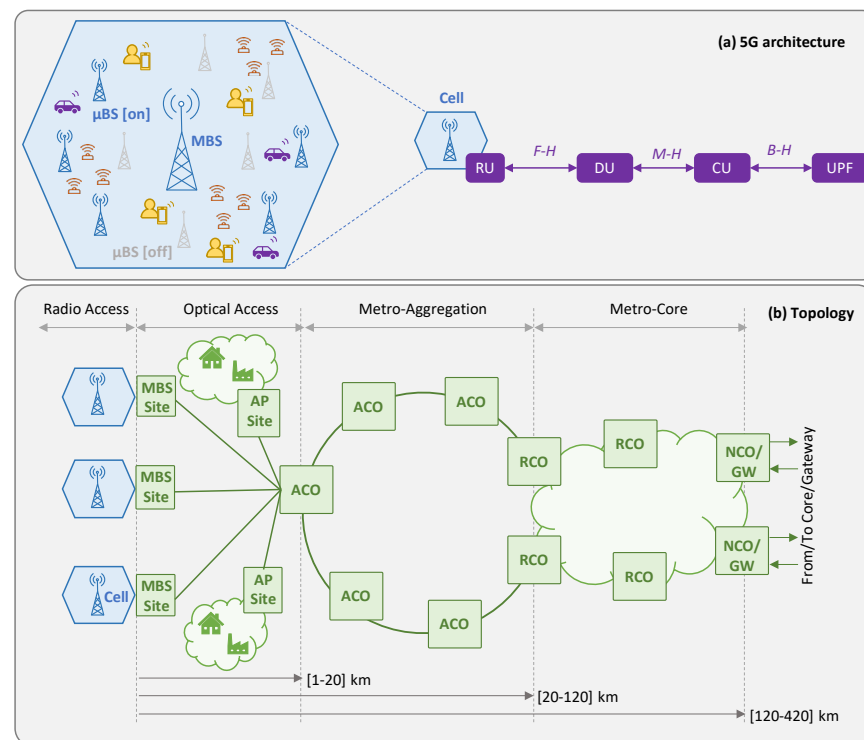 (a) 5G architecture
µBS [on]
MBS
µBS [off]
Cell
RU
F-H
DU
M-H
CU
B-H
UPF
(b) Topology
Radio Access
Optical Access
Metro-Aggregation
Metro-Core
MBS
Site
AP
Site
MBS
Site
ACO
MBS
Site
Cell
AP
Site
ACO
ACO
ACO
ACO
RCO
RCO
RCO
RCO
NCO/
GW
NCO/
GW
From/To Core/Gateway
[1-20] km
[20-120] km
[120-420] km